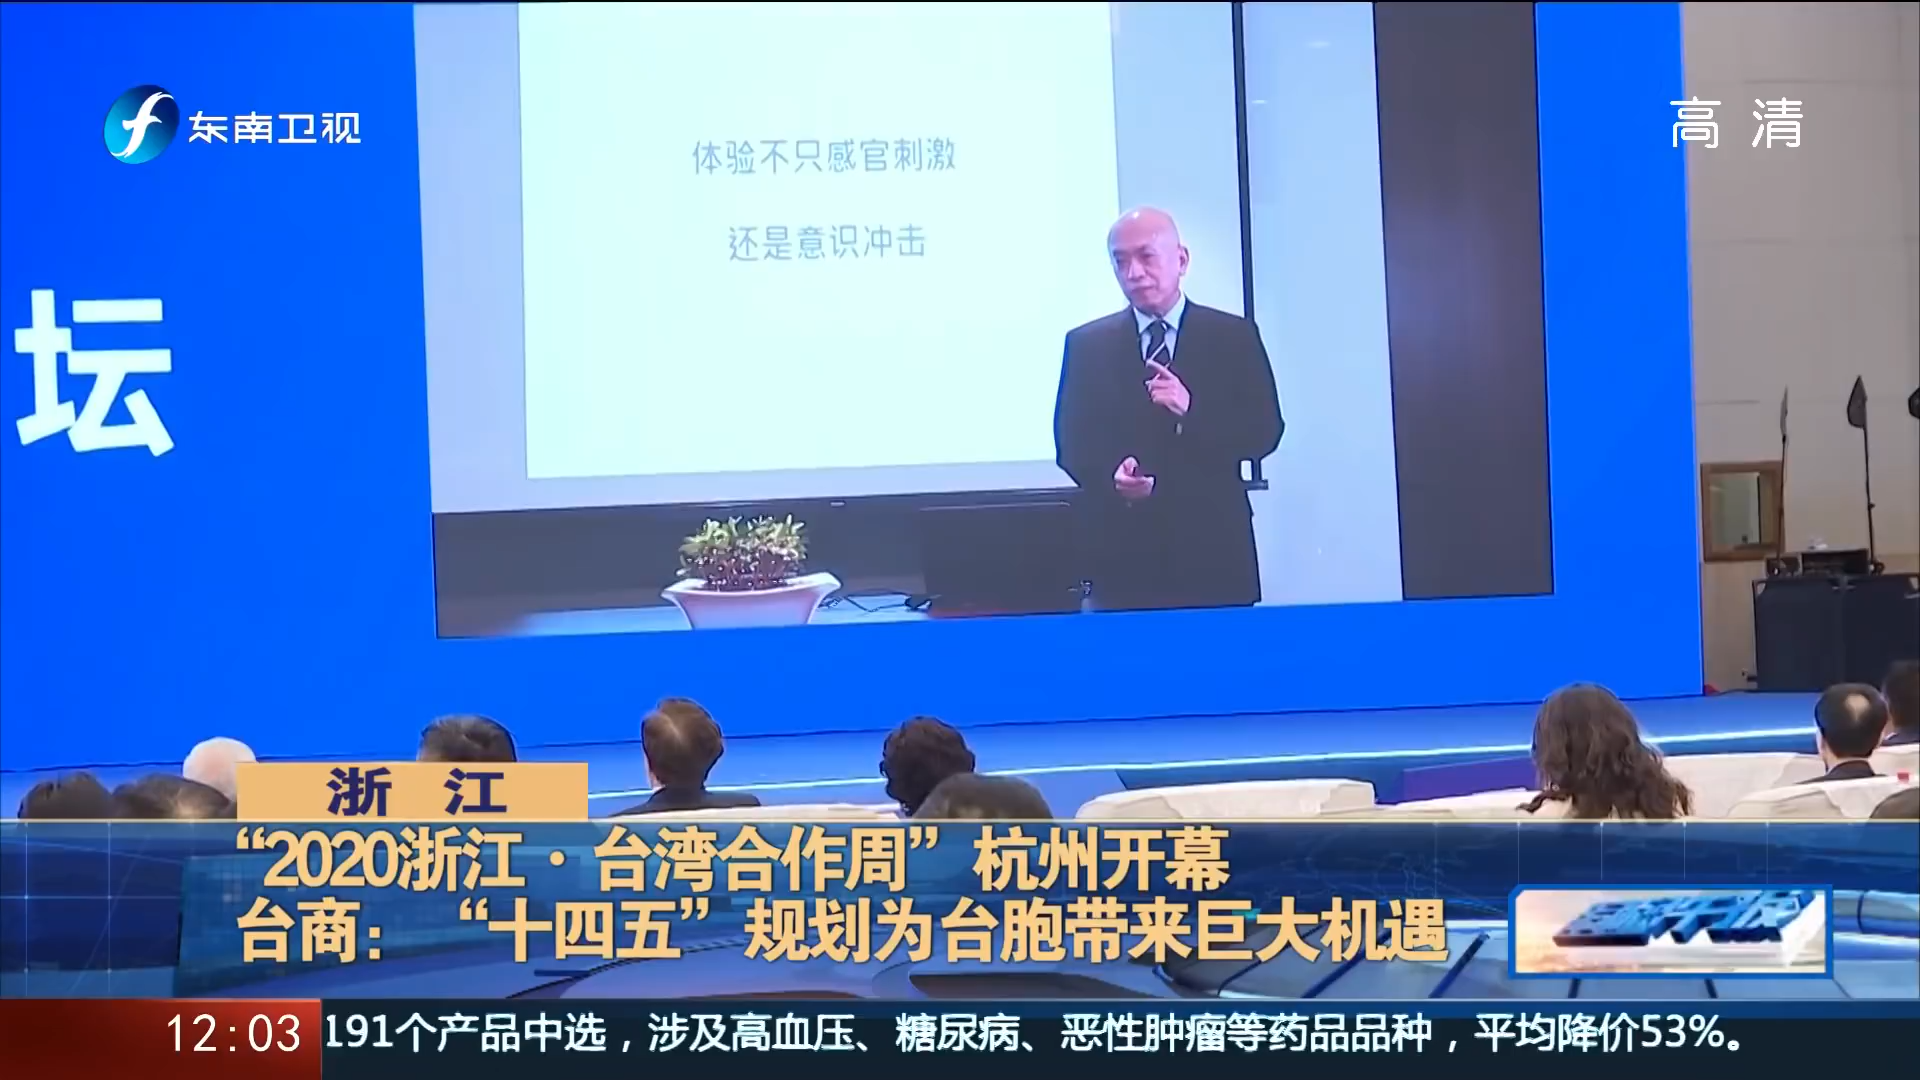 东南卫视
高清
体验不只感官刺激
还是意识冲击
坛
浙江
“2020浙江·台湾合作周”杭州开幕
台商：“十四五”规划为台胞带来巨大机遇
12:03
191个产品中选，涉及高血压、糖尿病、恶性肿瘤等药品品种，平均降价53%。